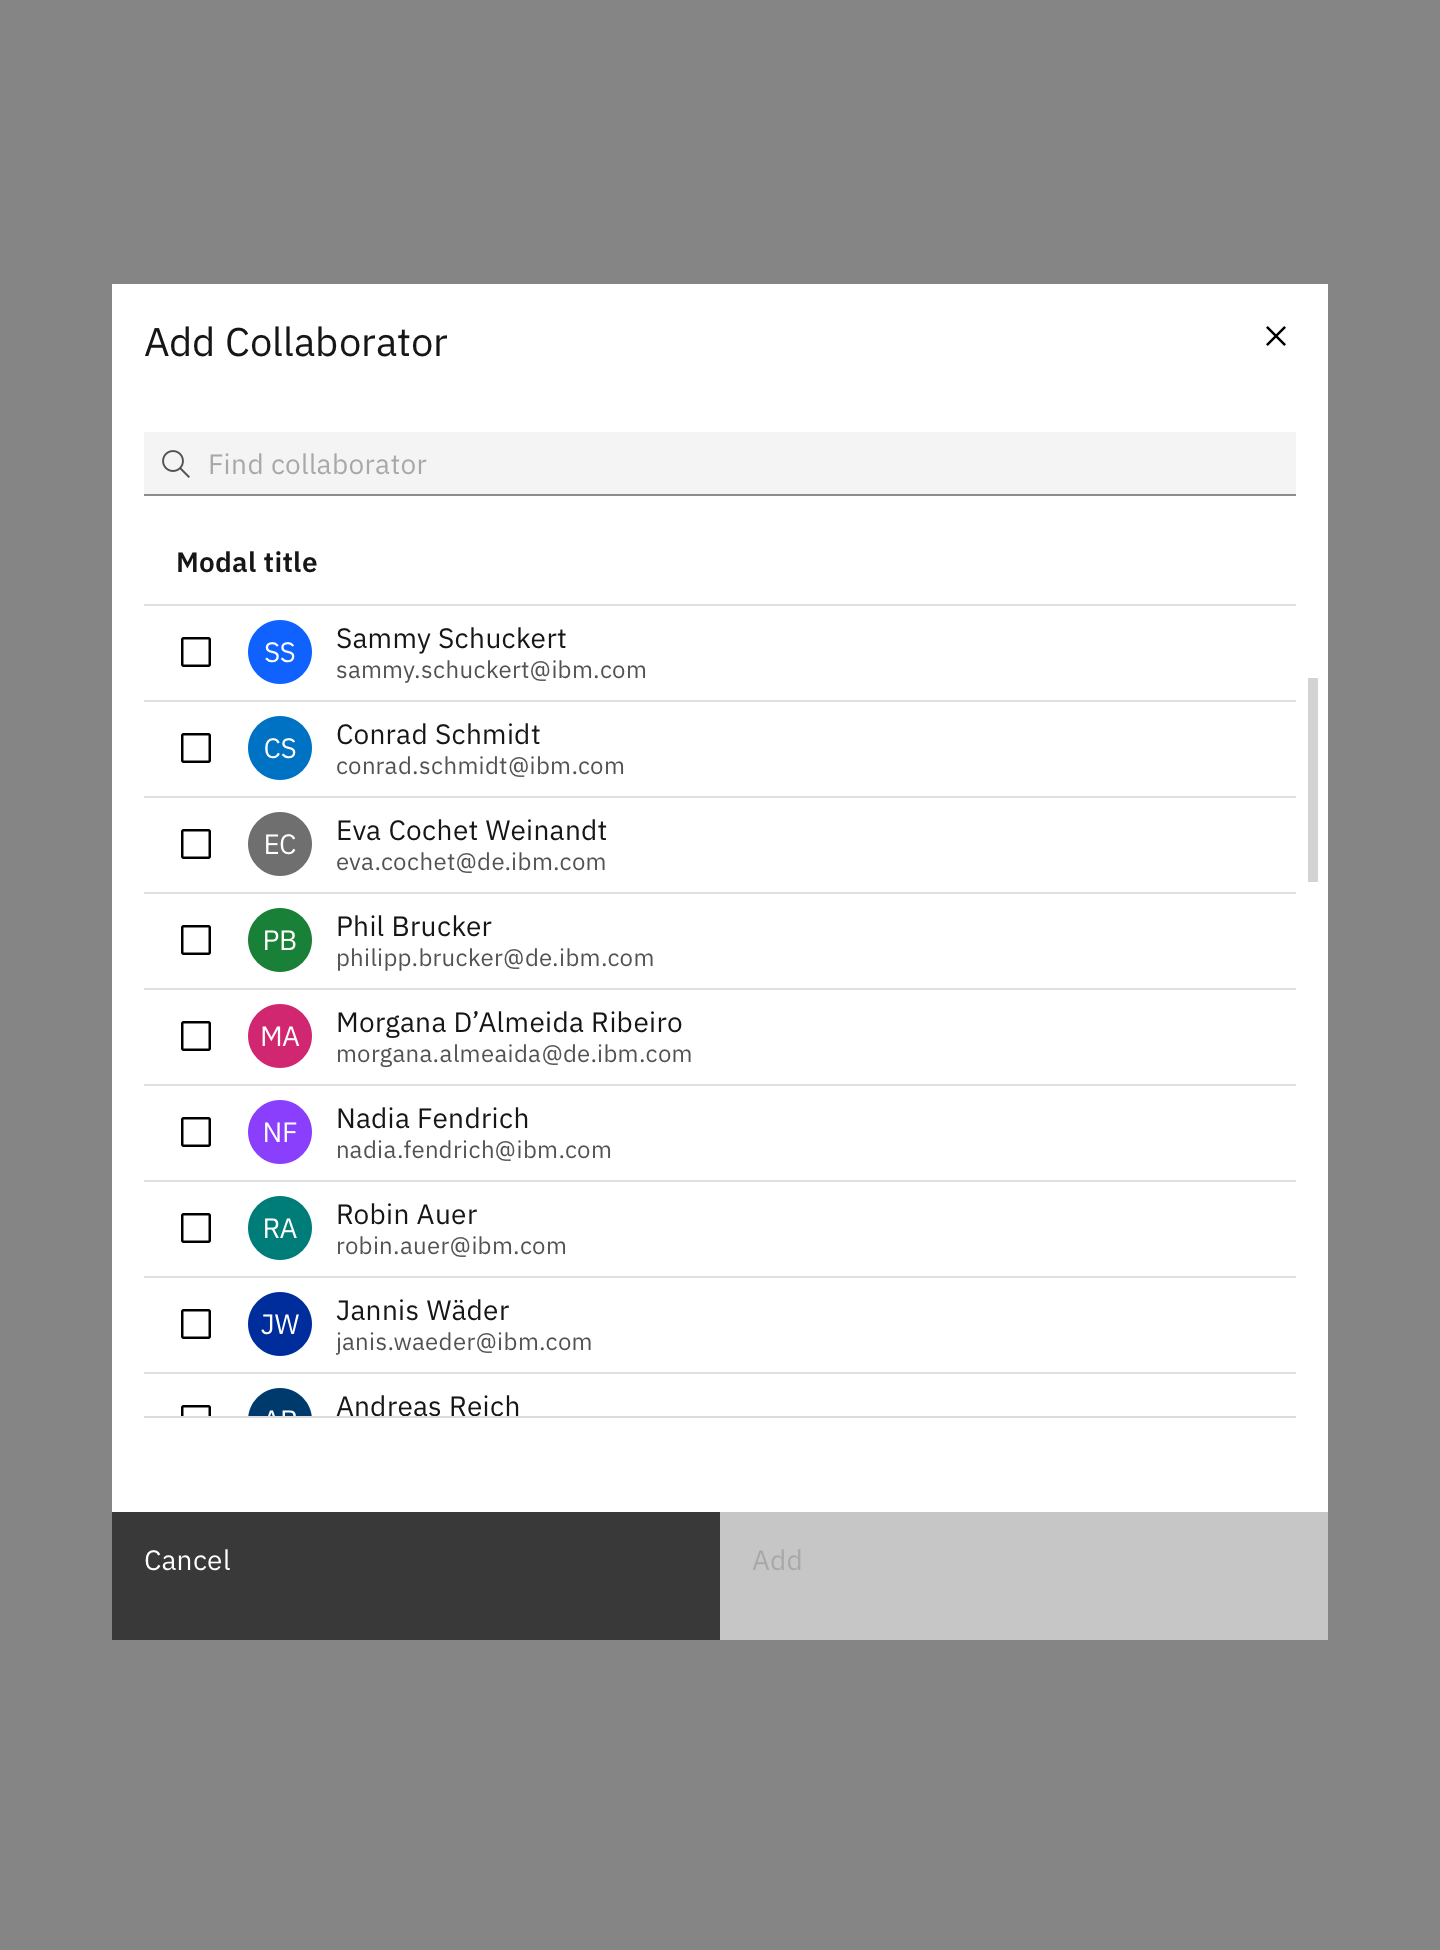 Add Collaborator
Find collaborator
Modal title
SS
Sammy Schuckert
sammy.schuckert@ibm.com
CS
Conrad Schmidt
conrad.schmidt@ibm.com
EC
Eva Cochet Weinandt
eva.cochet@de.ibm.com
PB
Phil Brucker
philipp.brucker@de.ibm.com
MA
Morgana D’Almeida Ribeiro
morgana.almeaida@de.ibm.com
NF
Nadia Fendrich
nadia.fendrich@ibm.com
RA
Robin Auer
robin.auer@ibm.com
JW
Jannis Wäder
janis.waeder@ibm.com
Andreas Reich
Cancel
Add